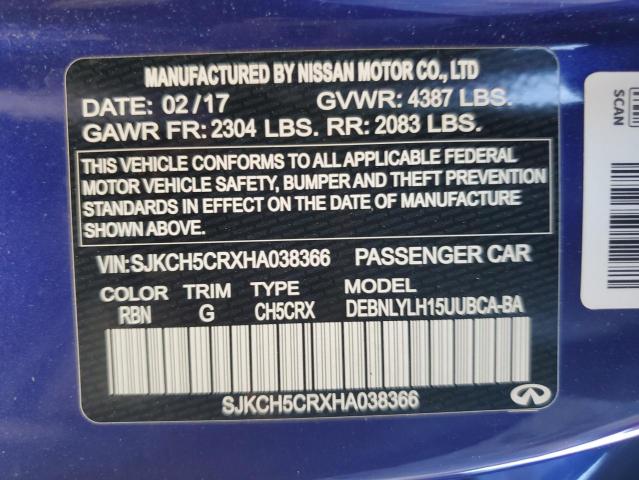 MANUFACTURED BY NISSAN MOTOR CO., LTD
DATE: 02/17 GVWR: 4387 LBS.
GAWR FR: 2304 LBS. RR: 2083 LBS.
THIS VEHICLE CONFORMS TO ALL APPLICABLE FEDERAL
MOTOR VEHICLE SAFETY, BUMPER AND THEFT PREVENTION
STANDARDS IN EFFECT ON THE DATE OF MANUFACTURE
SHOWN ABOVE.
VIN:SJKCH5CRXHA038366 PASSENGER CAR
COLOR TRIM TYPE MODEL
RBN G CH5CRX DEBNLYLH15UUBCA-BA
SJKCH5CRXHA038366
SCAN